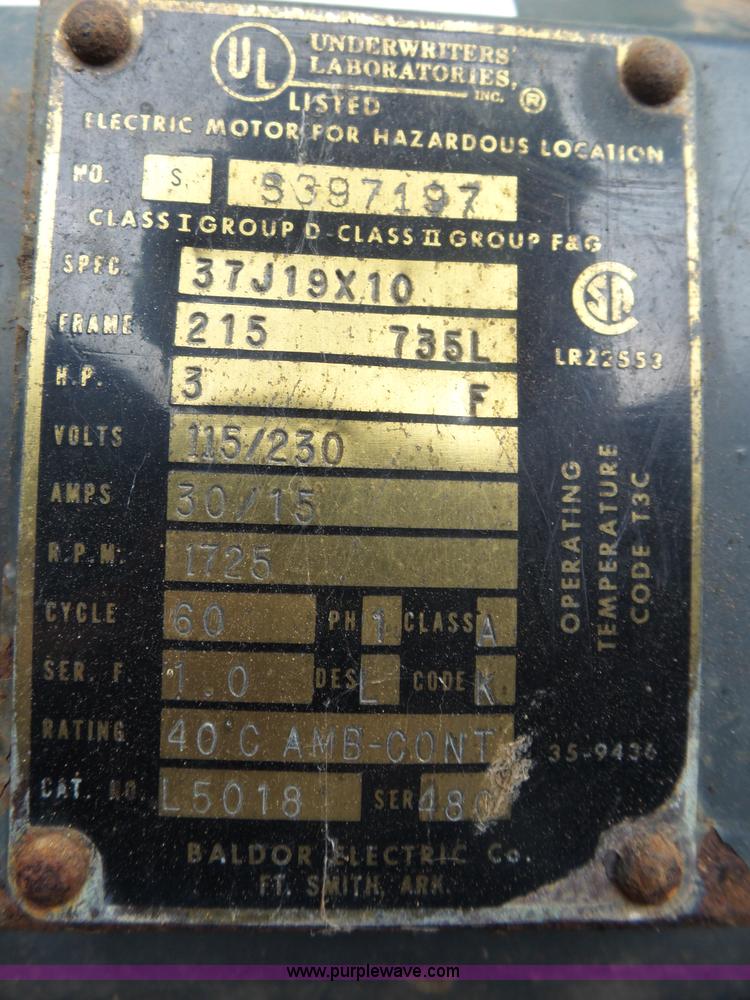 UL UNDERWRITERS'
LABORATORIES,
INC. ®
LISTED
ELECTRIC MOTOR FOR HAZARDOUS LOCATION
NO. S S397197
CLASS I GROUP D-CLASS II GROUP F&G
SPEC. 37J19X10
FRAME 215 735L
LR22553
H.P. 3 F
VOLTS 115/230
AMPS 30/15
R.P.M. 1725
CYCLE 60 PH 1 CLASS A
SER. F. 1.0 DES L CODE K
RATING 40°C AMB-CONT
35-9436
CAT. NO. L5018 SER
BALDOR ELECTRIC Co.
FT. SMITH, ARK.
OPERATING
TEMPERATURE
CODE T3C
www.purplewave.com